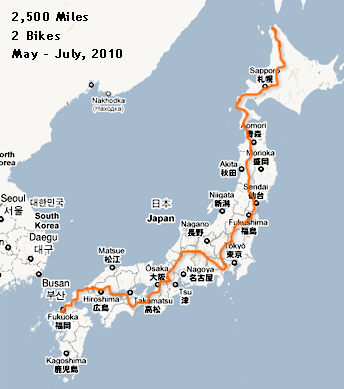 2,500 Miles
2 Bikes
May - July, 2010
Sapporo
札幌
Nakhodka
(Находка)
Aomori
青森
Morioka
盛岡
Akita
秋田
Sendai
仙台
Seoul
서울
대한민국
South
Korea
日本
Japan
Niigata
新潟
Fukushima
福島
Nagano
長野
Daegu
대구
Matsue
松江
Tokyo
東京
Busan
부산
Osaka
大阪
Nagoya
名古屋
Tsu
津
Hiroshima
広島
Takamatsu
高松
Fukuoka
福岡
Kagoshima
鹿児島